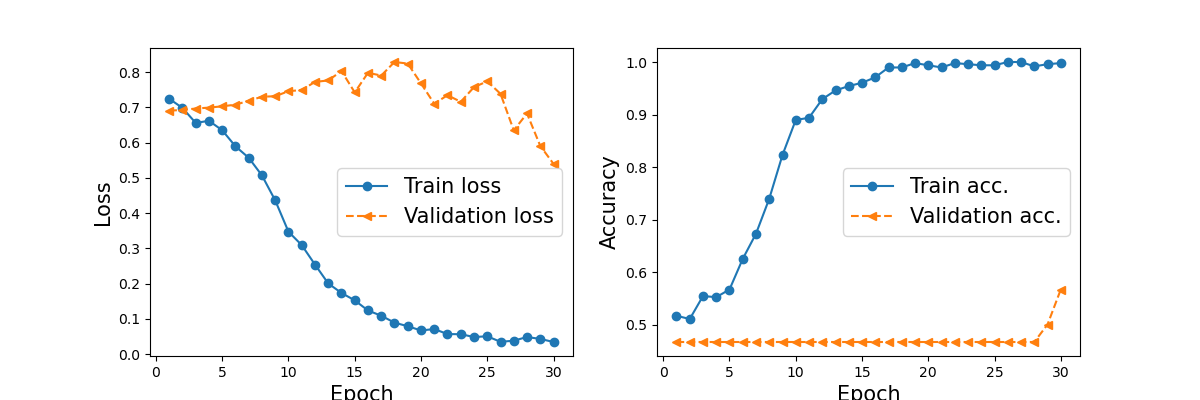 0.8
0.7
0.6
0.5
0.4
0.3
0.2
0.1
0.0
Loss
Train loss
Validation loss
0 5 10 15 20 25 30
Epoch
1.0
0.9
0.8
0.7
0.6
0.5
Accuracy
Train acc.
Validation acc.
0 5 10 15 20 25 30
Epoch